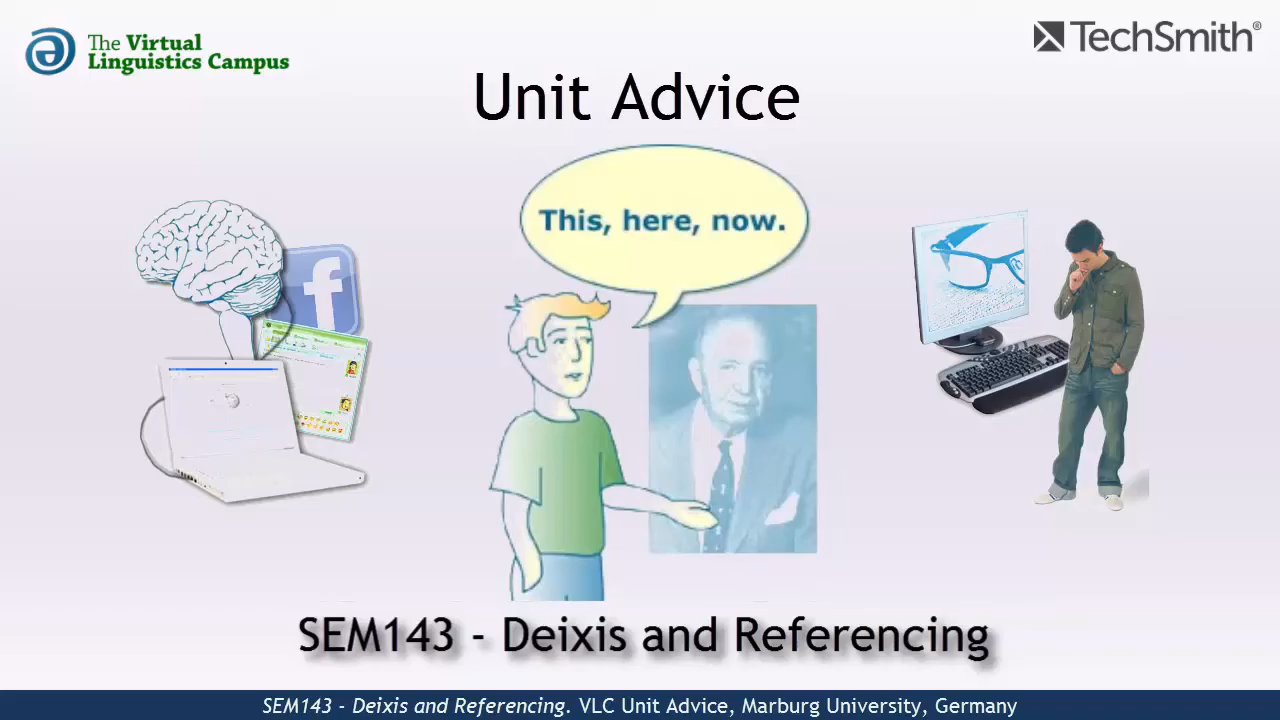 The Virtual
Linguistics Campus
TechSmith®
Unit Advice
This, here, now.
f
SEM143 - Deixis and Referencing
SEM143 - Deixis and Referencing. VLC Unit Advice, Marburg University, Germany